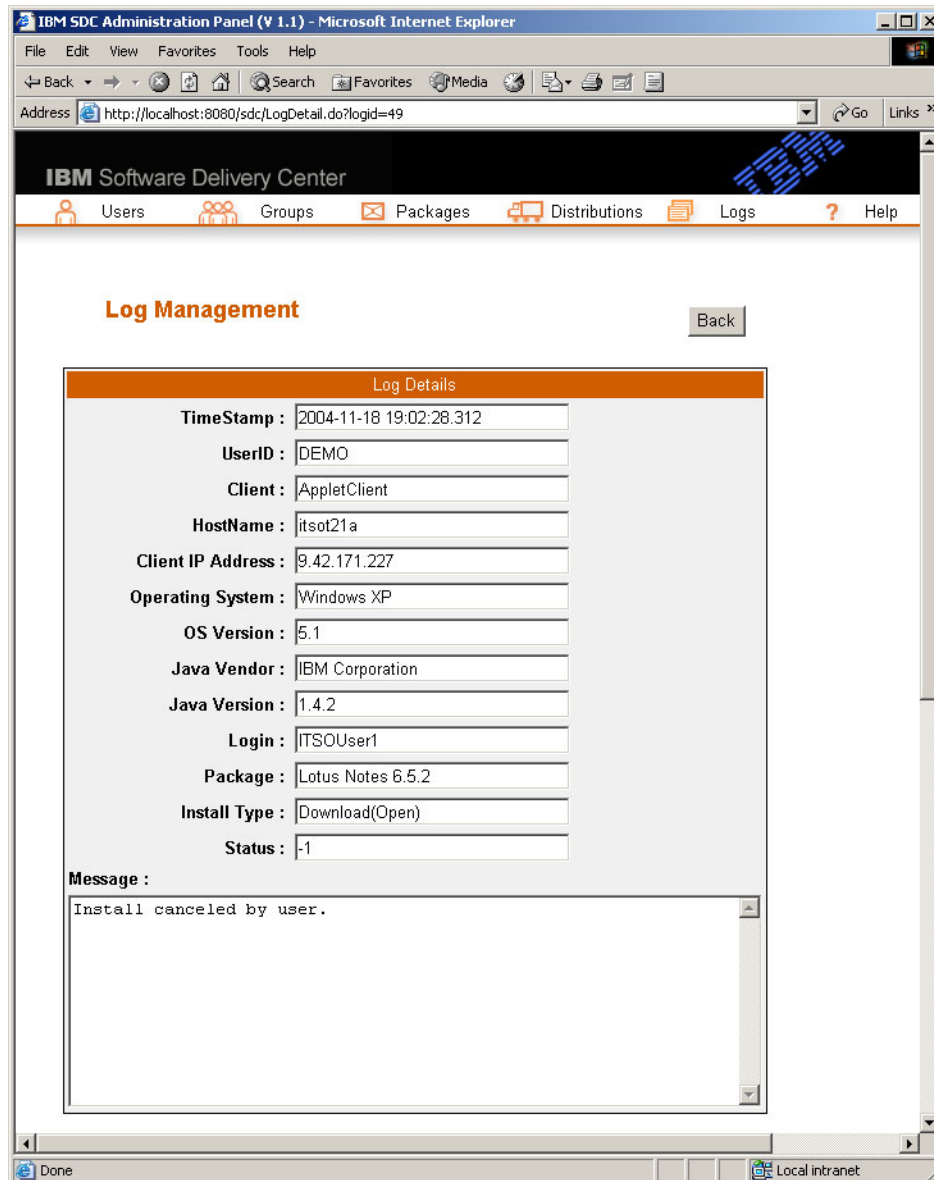 IBM SDC Administration Panel (V 1.1) - Microsoft Internet Explorer
File Edit View Favorites Tools Help
Back Search Favorites Media
Address http://localhost:8080/sdc/LogDetail.do?logid=49 Go Links »
IBM
IBM Software Delivery Center
Users Groups Packages Distributions Logs ? Help
Log Management
Back
Log Details
TimeStamp : 2004-11-18 19:02:28.312
UserID : DEMO
Client : AppletClient
HostName : itsot21a
Client IP Address : 9.42.171.227
Operating System : Windows XP
OS Version : 5.1
Java Vendor : IBM Corporation
Java Version : 1.4.2
Login : ITSOUser1
Package : Lotus Notes 6.5.2
Install Type : Download(Open)
Status : -1
Message :
Install canceled by user.
Done Local intranet